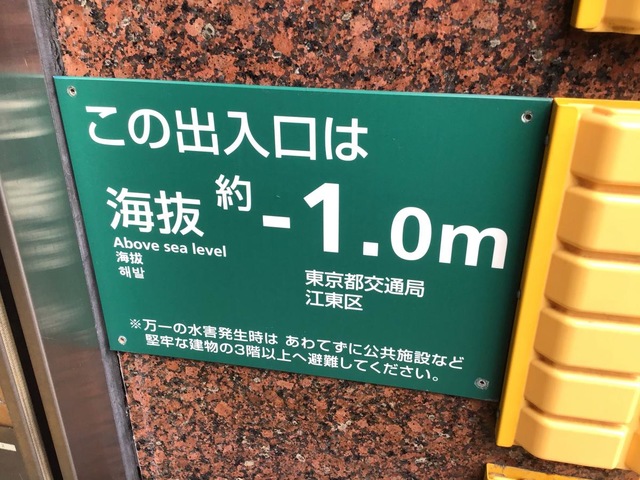 この出入口は
海抜 約 -1.0m
Above sea level
海拔
해발
東京都交通局
江東区
※万一の水害発生時は あわてずに公共施設など
堅牢な建物の3階以上へ避難してください。